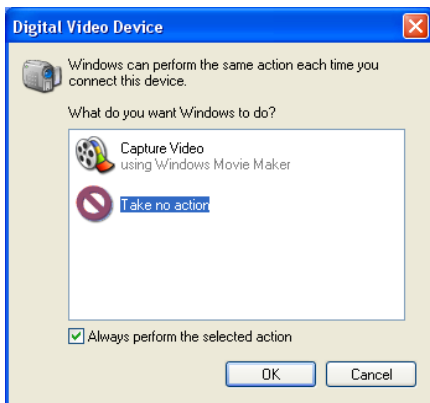 Digital Video Device
Windows can perform the same action each time you
connect this device.
What do you want Windows to do?
Capture Video
using Windows Movie Maker
Take no action
Always perform the selected action
OK
Cancel